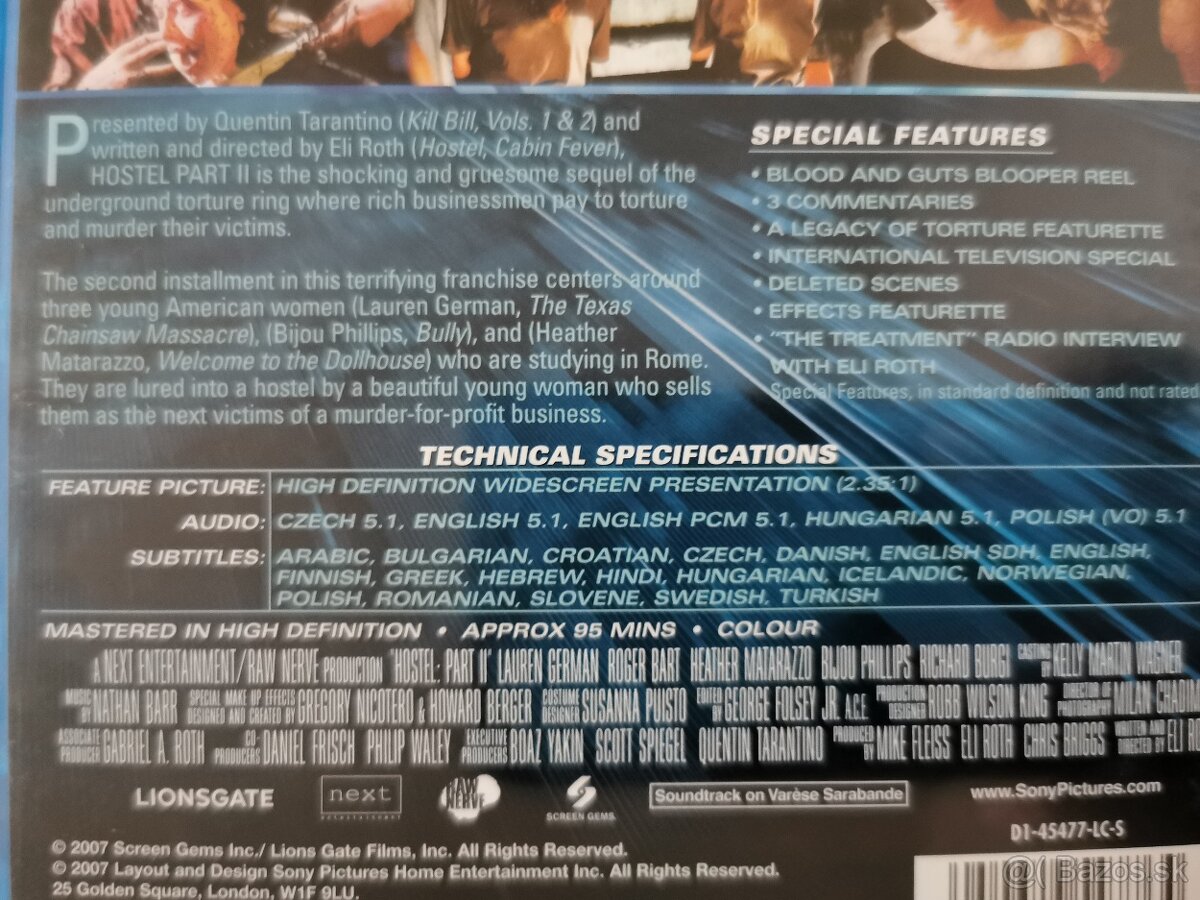 Presented by Quentin Tarantino (Kill Bill, Vols. 1 & 2) and
written and directed by Eli Roth (Hostel, Cabin Fever),
HOSTEL PART II is the shocking and gruesome sequel of the
underground torture ring where rich businessmen pay to torture
and murder their victims.
The second installment in this terrifying franchise centers around
three young American women (Lauren German, The Texas
Chainsaw Massacre), (Bijou Phillips, Bully), and (Heather
Matarazzo, Welcome to the Dollhouse) who are studying in Rome.
They are lured into a hostel by a beautiful young woman who sells
them as the next victims of a murder-for-profit business.
SPECIAL FEATURES
• BLOOD AND GUTS BLOOPER REEL
• 3 COMMENTARIES
• A LEGACY OF TORTURE FEATURETTE
• INTERNATIONAL TELEVISION SPECIAL
• DELETED SCENES
• EFFECTS FEATURETTE
• "THE TREATMENT" RADIO INTERVIEW
WITH ELI ROTH
Special Features, in standard definition and not rated
TECHNICAL SPECIFICATIONS
FEATURE PICTURE: HIGH DEFINITION WIDESCREEN PRESENTATION (2.35:1)
AUDIO: CZECH 5.1, ENGLISH 5.1, ENGLISH PCM 5.1, HUNGARIAN 5.1, POLISH (VO) 5.1
SUBTITLES: ARABIC, BULGARIAN, CROATIAN, CZECH, DANISH, ENGLISH SDH, ENGLISH,
FINNISH, GREEK, HEBREW, HINDI, HUNGARIAN, ICELANDIC, NORWEGIAN,
POLISH, ROMANIAN, SLOVENE, SWEDISH, TURKISH
MASTERED IN HIGH DEFINITION • APPROX 95 MINS • COLOUR
A NEXT ENTERTAINMENT/RAW NERVE PRODUCTION "HOSTEL: PART II" LAUREN GERMAN ROGER BART HEATHER MATARAZZO BIJOU PHILLIPS RICHARD BURGI CASTING BY KELLY MARTIN WAGNER
MUSIC BY NATHAN BARR SPECIAL MAKE UP EFFECTS DESIGNED AND CREATED BY GREGORY NICOTERO & HOWARD BERGER COSTUME DESIGNER SUSANNA PUISTO EDITED BY GEORGE FOLSEY JR. A.C.E. PRODUCTION DESIGNER ROBB WILSON KING DIRECTOR OF PHOTOGRAPHY MILAN
ASSOCIATE PRODUCER GABRIEL A. ROTH CO-PRODUCERS DANIEL FRISCH PHILIP WALEY EXECUTIVE PRODUCERS BOAZ YAKIN SCOTT SPIEGEL QUENTIN TARANTINO PRODUCED BY MIKE FLEISS ELI ROTH CHRIS BRIGGS WRITTEN AND DIRECTED BY ELI
LIONSGATE
next
entertainment
RAW NERVE
SCREEN GEMS
Soundtrack on Varèse Sarabande
www.SonyPictures.com
D1-45477-LC-S
© 2007 Screen Gems Inc./ Lions Gate Films, Inc. All Rights Reserved.
© 2007 Layout and Design Sony Pictures Home Entertainment Inc. All Rights Reserved.
25 Golden Square, London, W1F 9LU.
@( Bazos.sk